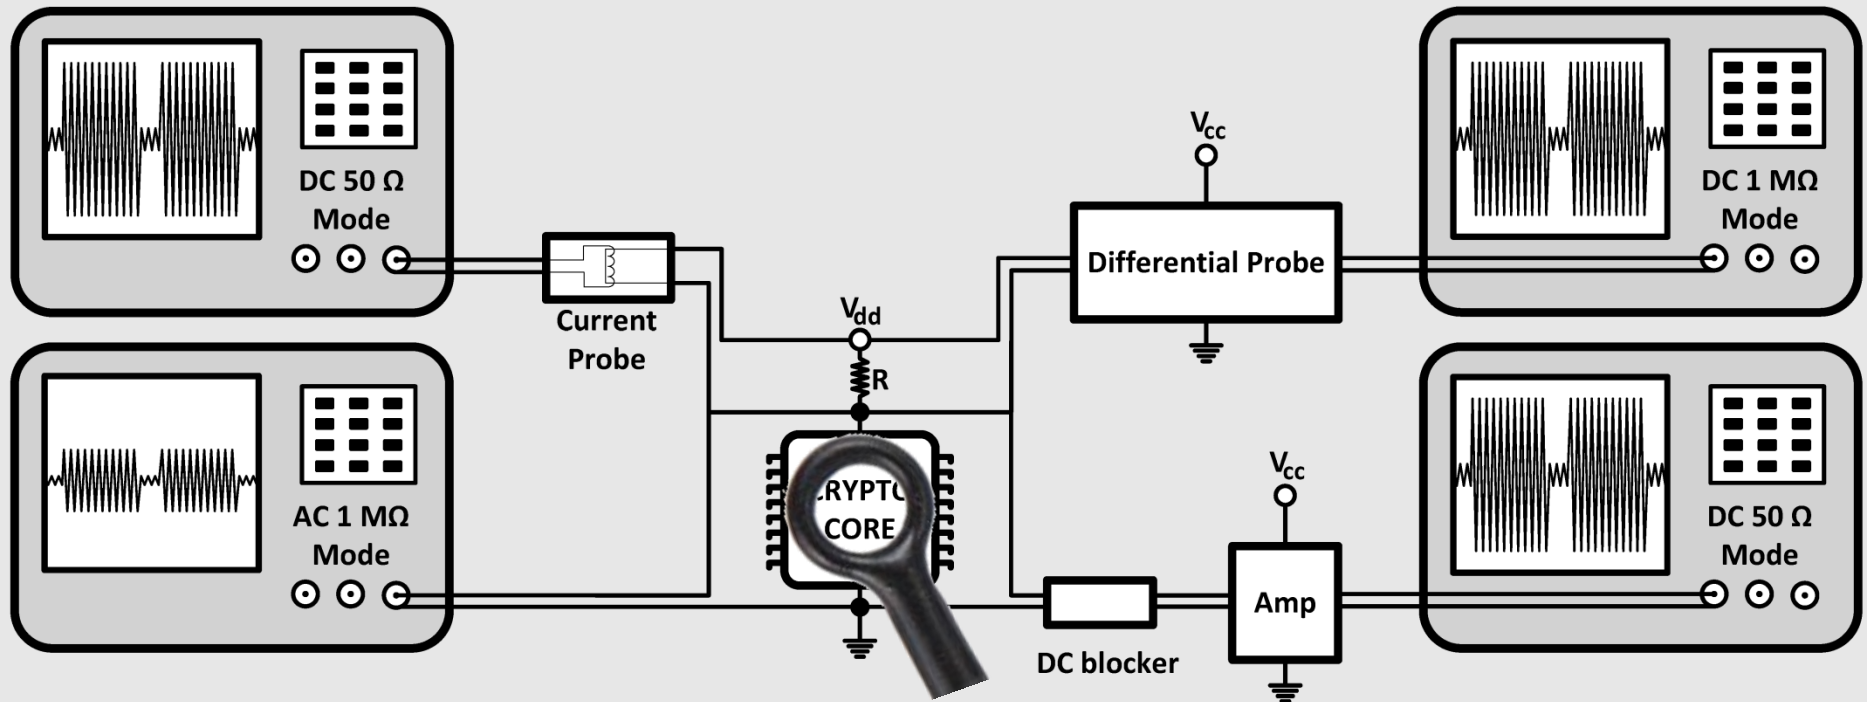 DC 50 Ω
Mode
Current
Probe
AC 1 MΩ
Mode
Vdd
R
RYPTO
CORE
Vcc
Differential Probe
DC 1 MΩ
Mode
DC blocker
Vcc
Amp
DC 50 Ω
Mode